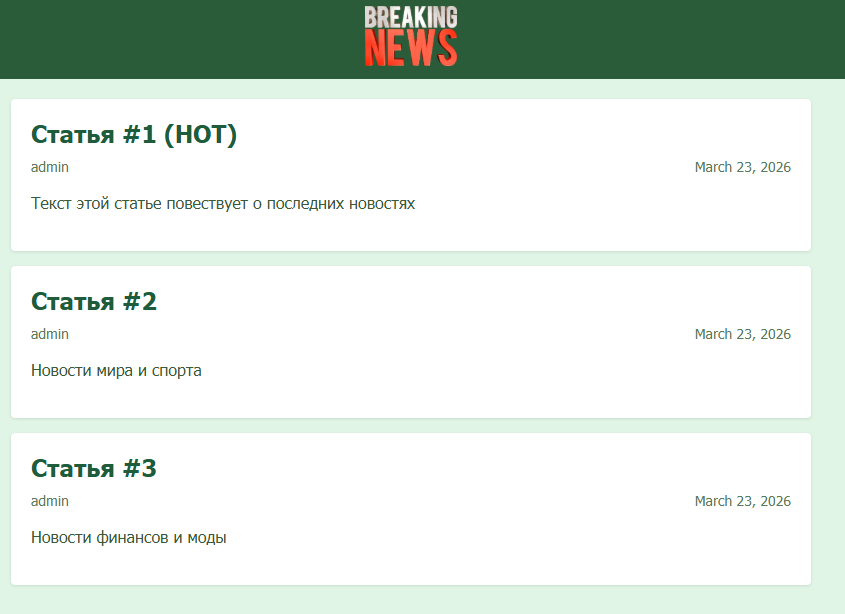 BREAKING
NEWS
Статья #1 (HOT)
admin March 23, 2026
Текст этой статье повествует о последних новостях
Статья #2
admin March 23, 2026
Новости мира и спорта
Статья #3
admin March 23, 2026
Новости финансов и моды